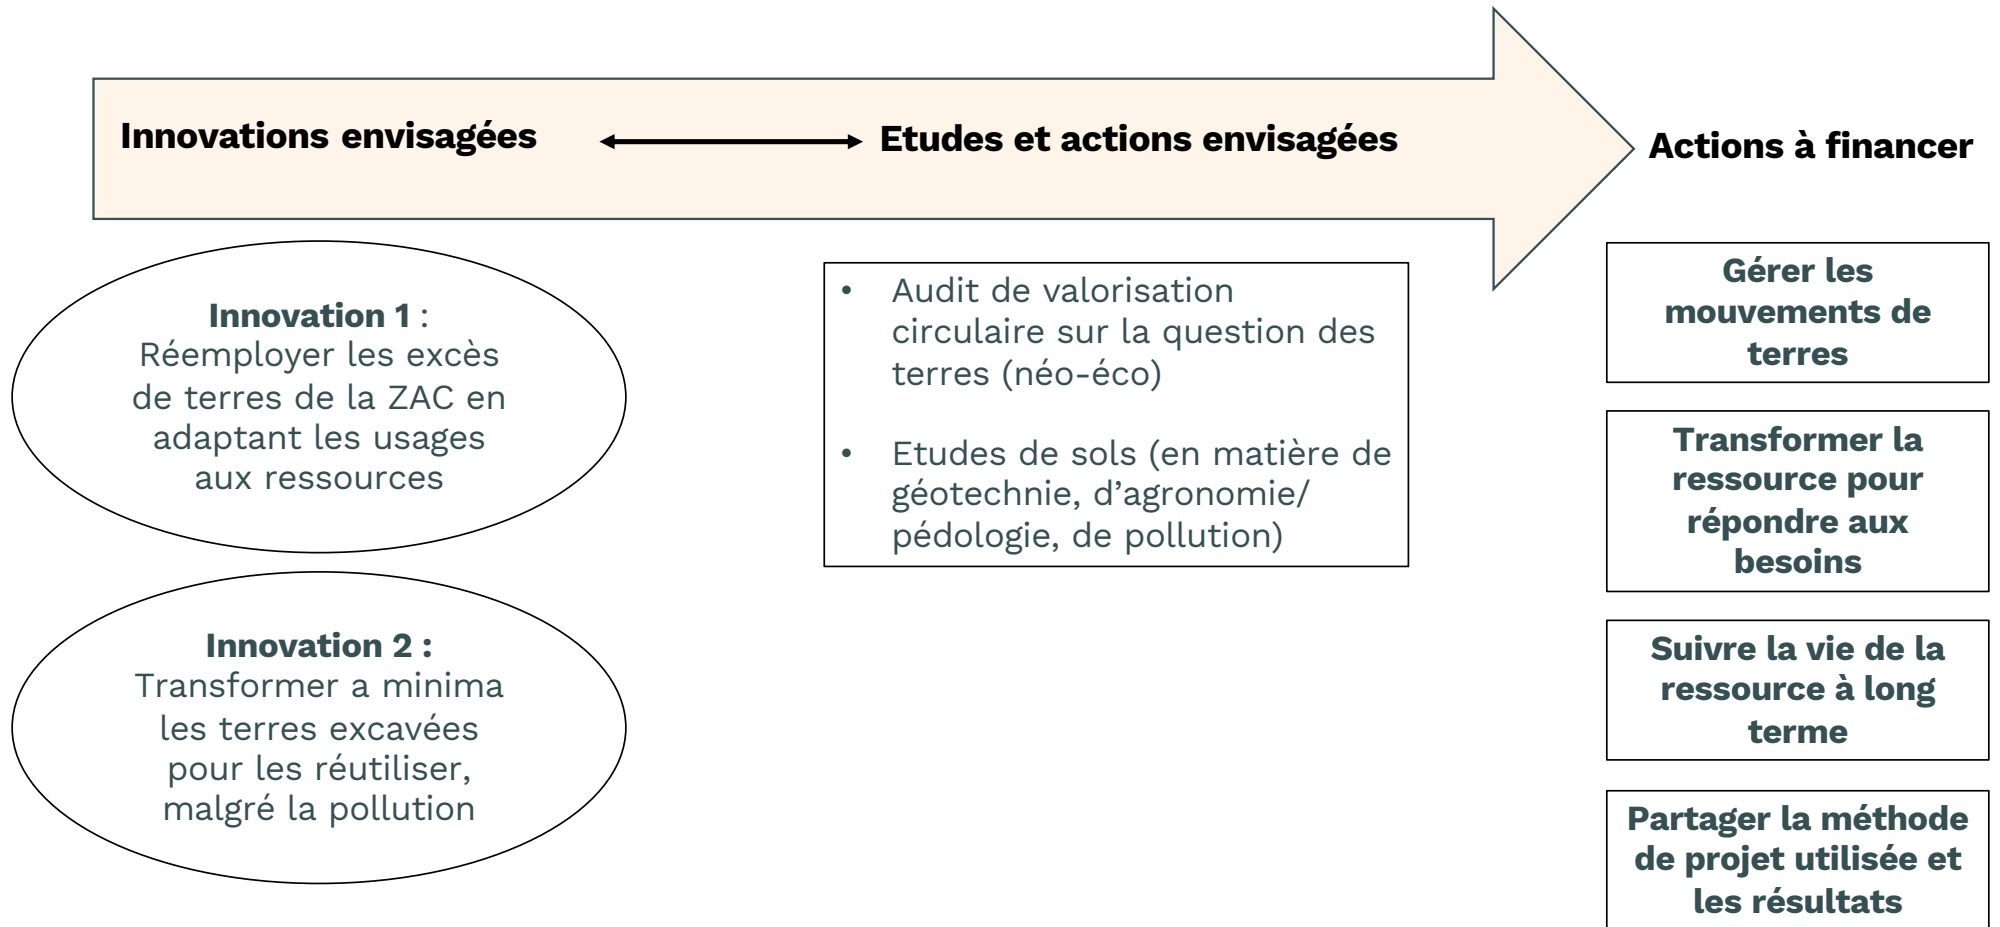 Innovations envisagées
Etudes et actions envisagées
Actions à financer
Innovation 1 :
Réemployer les excès
de terres de la ZAC en
adaptant les usages
aux ressources
Innovation 2 :
Transformer a minima
les terres excavées
pour les réutiliser,
malgré la pollution
• Audit de valorisation
circulaire sur la question des
terres (néo-éco)
• Etudes de sols (en matière de
géotechnie, d’agronomie/
pédologie, de pollution)
Gérer les
mouvements de
terres
Transformer la
ressource pour
répondre aux
besoins
Suivre la vie de la
ressource à long
terme
Partager la méthode
de projet utilisée et
les résultats